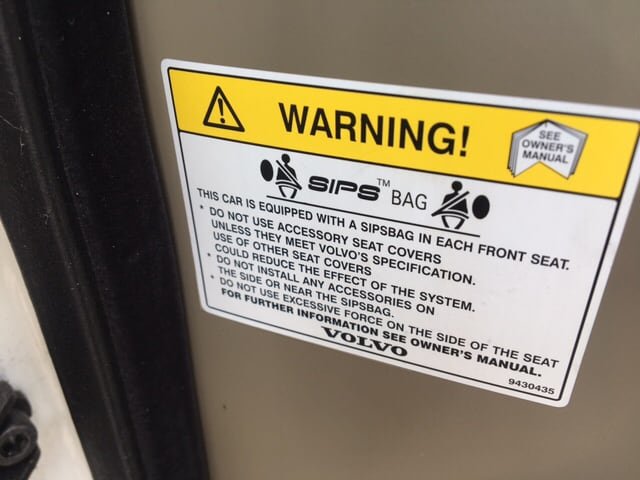 WARNING!
SEE
OWNER'S
MANUAL
SIPS™ BAG
THIS CAR IS EQUIPPED WITH A SIPSBAG IN EACH FRONT SEAT.
* DO NOT USE ACCESSORY SEAT COVERS
UNLESS THEY MEET VOLVO'S SPECIFICATION.
USE OF OTHER SEAT COVERS
COULD REDUCE THE EFFECT OF THE SYSTEM.
* DO NOT INSTALL ANY ACCESSORIES ON
THE SIDE OR NEAR THE SIPSBAG.
* DO NOT USE EXCESSIVE FORCE ON THE SIDE OF THE SEAT
FOR FURTHER INFORMATION SEE OWNER'S MANUAL.
VOLVO
9430435